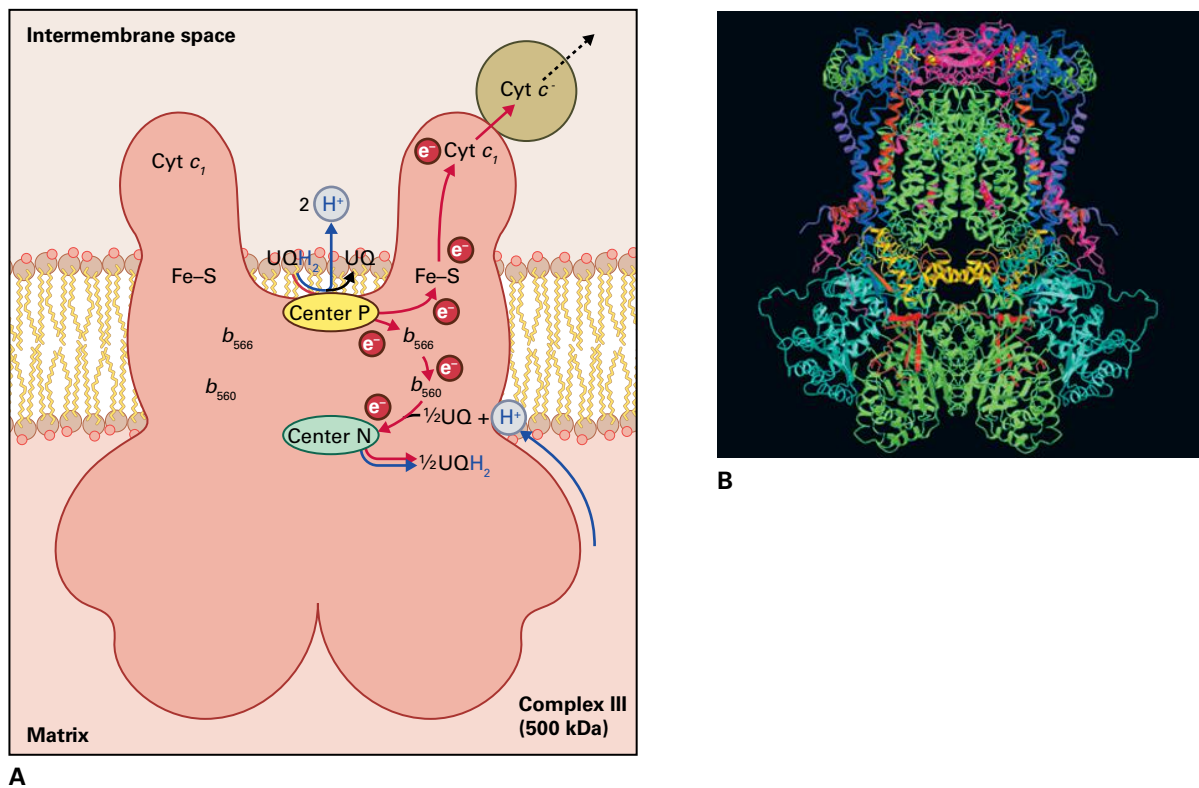 Intermembrane space
Cyt c-
e− Cyt c1
Cyt c1
2 H+
UQH2 UQ
e−
Fe–S
Fe–S
Center P
e−
e−
b566
b566
e−
b560
b560
e−
½UQ + H+
Center N
½UQH2
Complex III
(500 kDa)
Matrix
A
B